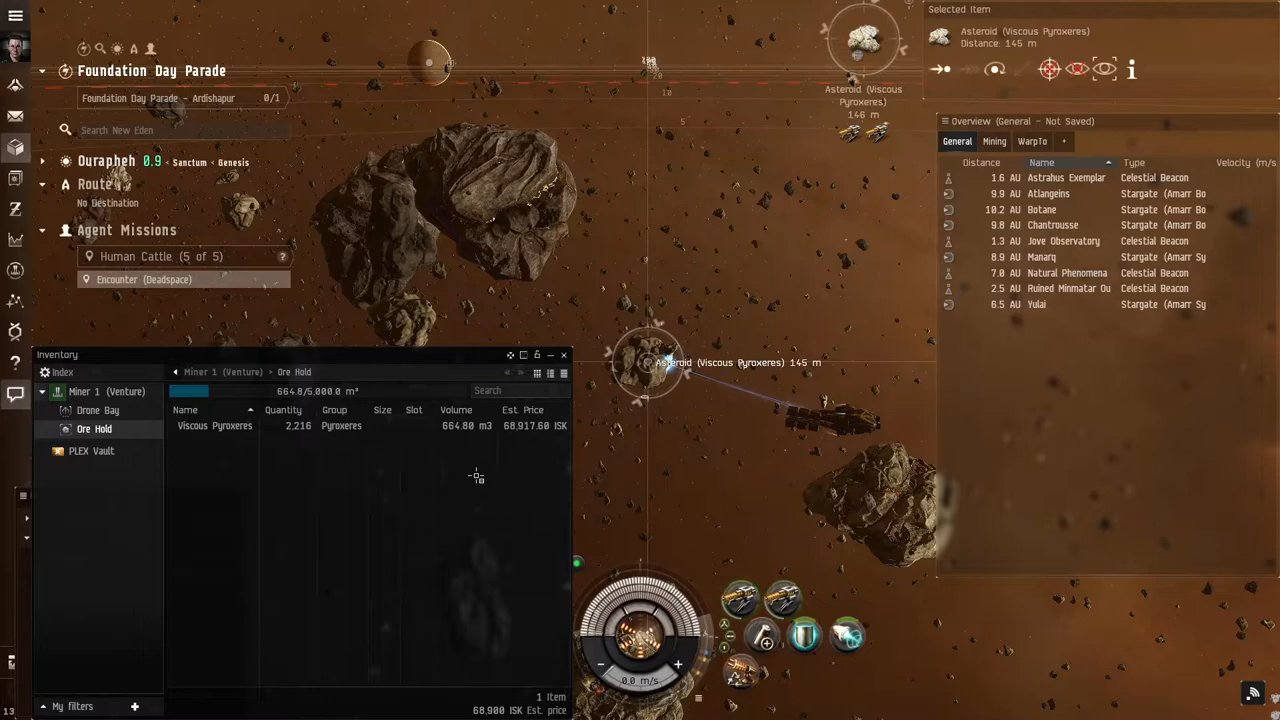 Foundation Day Parade
Foundation Day Parade - Ardishapur 0/1
Search New Eden
Ourapheh 0.9 < Sanctum < Genesis
Route
No Destination
Agent Missions
Human Cattle (5 of 5) ?
Encounter (Deadspace)
18
5
Asteroid (Viscous
Pyroxeres)
146 m
Selected Item
Asteroid (Viscous Pyroxeres)
Distance: 145 m
Overview (General - Not Saved)
General Mining WarpTo +
Distance Name Type Velocity (m/s
1.6 AU Astrahus Exemplar Celestial Beacon
9.9 AU Atlangeins Stargate (Amarr Bo
10.2 AU Botane Stargate (Amarr Bo
9.8 AU Chantrousse Stargate (Amarr Bo
1.3 AU Jove Observatory Celestial Beacon
8.9 AU Manarq Stargate (Amarr Sy
7.0 AU Natural Phenomena Celestial Beacon
2.5 AU Ruined Minmatar Ou Celestial Beacon
6.5 AU Yulai Stargate (Amarr Sy
Asteroid (Viscous Pyroxeres) 145 m
Inventory
Index
Miner 1 (Venture) > Ore Hold
Miner 1 (Venture)
Drone Bay
Ore Hold
PLEX Vault
664.8/5,000.0 m³
Search
Name Quantity Group Size Slot Volume Est. Price
Viscous Pyroxeres 2,216 Pyroxeres 664.80 m3 68,917.60 ISK
1 Item
My filters +
68,900 ISK Est. price
0.0 m/s
13